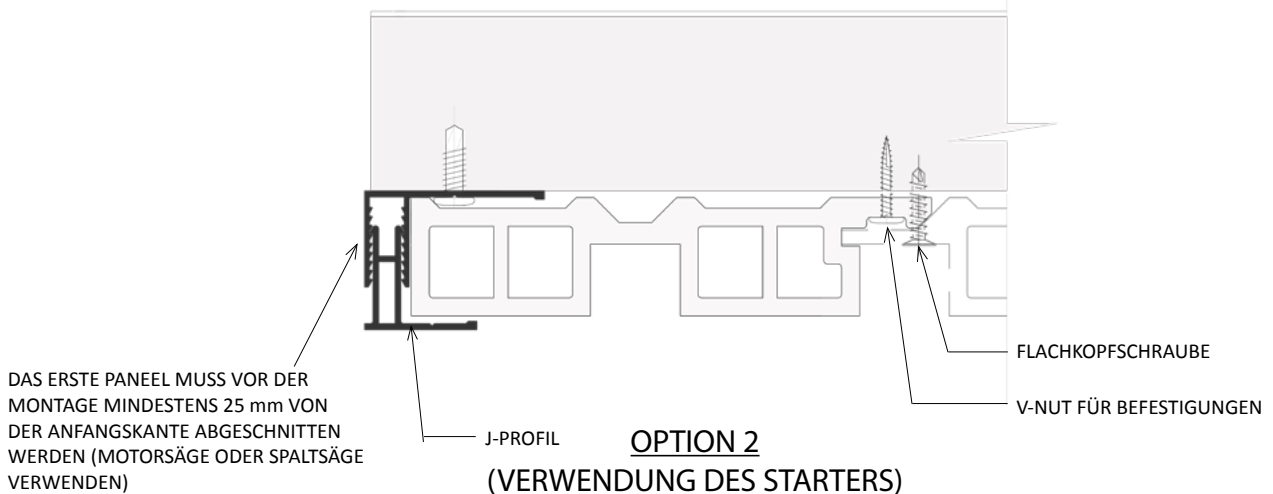 FLACHKOPFSCHRAUBE
DAS ERSTE PANEEL MUSS VOR DER
MONTAGE MINDESTENS 25 mm VON
DER ANFANGSKANTE ABGESCHNITTEN
WERDEN (MOTORSÄGE ODER SPALTSÄGE
VERWENDEN)
V-NUT FÜR BEFESTIGUNGEN
J-PROFIL
OPTION 2
(VERWENDUNG DES STARTERS)